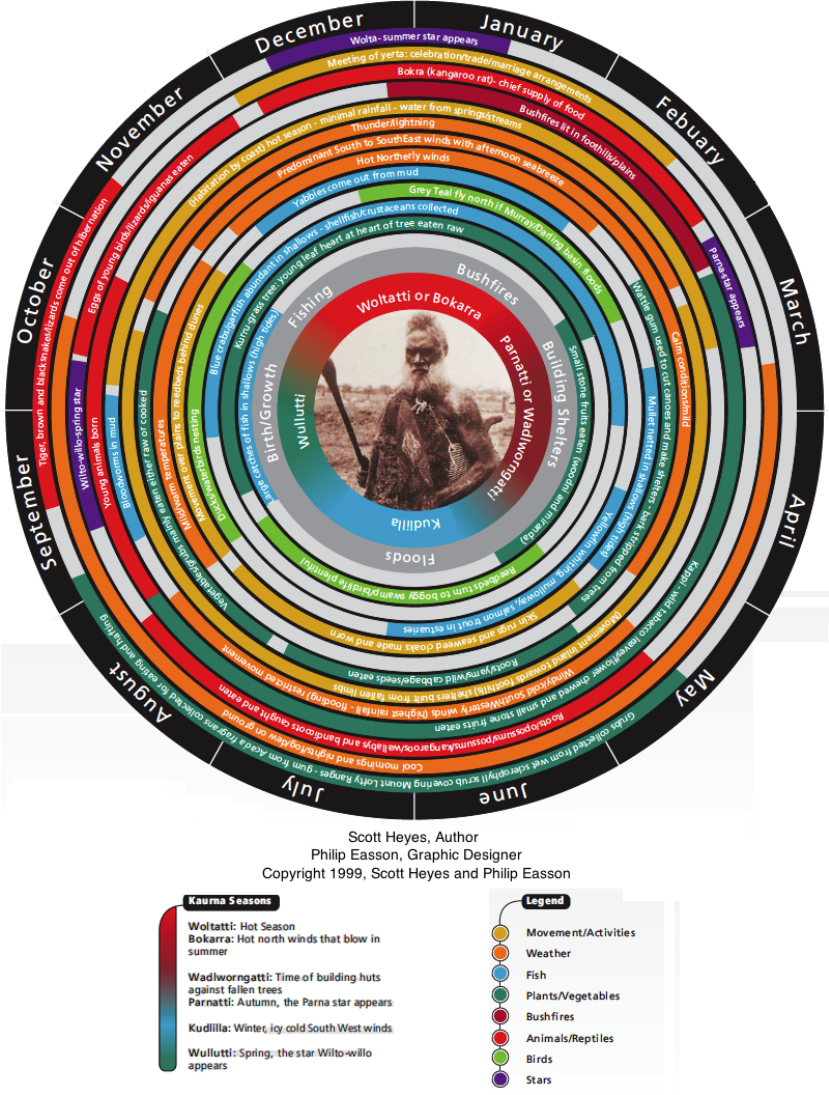 December
January
Febuary
March
April
May
June
July
August
September
October
November
Wolta- summer star appears
Meeting of yerta: celebration/trade/marriage arrangements
Bokra (kangaroo rat)- chief supply of food
Bushfires lit in foothills/plains
(Habitation by coast) hot season - minimal rainfall - water from springs/streams
Thunder/lightning
Predominant South to SouthEast winds with afternoon seabreeze
Hot Northerly winds
Yabbies come out from mud
Grey Teal fly north if Murray/Darling basin floods
Blue crabs/garfish abundant in shallows - shellfish/crustaceans collected
Kurru grass tree: young leaf heart at heart of tree eaten raw
Parna-star appears
Wattle gum used to cut canoes and make shelters - bark stripped from trees
Calm conditions/mild
Mullet netted in shallows (high tides)
Small stone fruits eaten (woodni and miranda)
Yelowfin whiting, mulloway, salmon trout in estuaries
Kappi - wild tobacco leaves/flower chewed and small stone fruits eaten
Grubs collected from wet sclerophyll scrub covering Mount Lofty Ranges - gum from Acacia fragrans collected for eating and hafting
Cool mornings and nights/fog/dew on ground
Roots/opossums/possums/kangaroos/wallabys and bandicoots caught and eaten
Windy/cold/SouthWesterly winds (highest rainfall - flooding) restricted movement
(Movement inland towards foothills) shelters built from fallen limbs
Roots/yams/wild cabbage/seeds eaten
Skin rugs and seaweed cloaks made and worn
Reedbeds turn to boggy swamp/birdlife plentiful
Tiger, brown and blacksnakes/lizards come out of hibernation
Wilto-willo-spring star
Young animals born
Eggs of young birds/lizards/iguanas eaten
Bloodworms in mud
Vegetables/grubs mainly eaten either raw or cooked
Mild/warm temperatures
Movement over plains to reedbeds behind dunes
Ducks/waterbirds nesting
Large catches of fish in shallows (high tides)
Fishing
Bushfires
Building Shelters
Floods
Birth/Growth
Woltatti or Bokarra
Parnatti or Wadlworngatti
Kudlilla
Wullutti
Scott Heyes, Author
Philip Easson, Graphic Designer
Copyright 1999, Scott Heyes and Philip Easson
Kaurna Seasons
Woltatti: Hot Season
Bokarra: Hot north winds that blow in
summer
Wadlworngatti: Time of building huts
against fallen trees
Parnatti: Autumn, the Parna star appears
Kudlilla: Winter, icy cold South West winds
Wullutti: Spring, the star Wilto-willo
appears
Legend
Movement/Activities
Weather
Fish
Plants/Vegetables
Bushfires
Animals/Reptiles
Birds
Stars